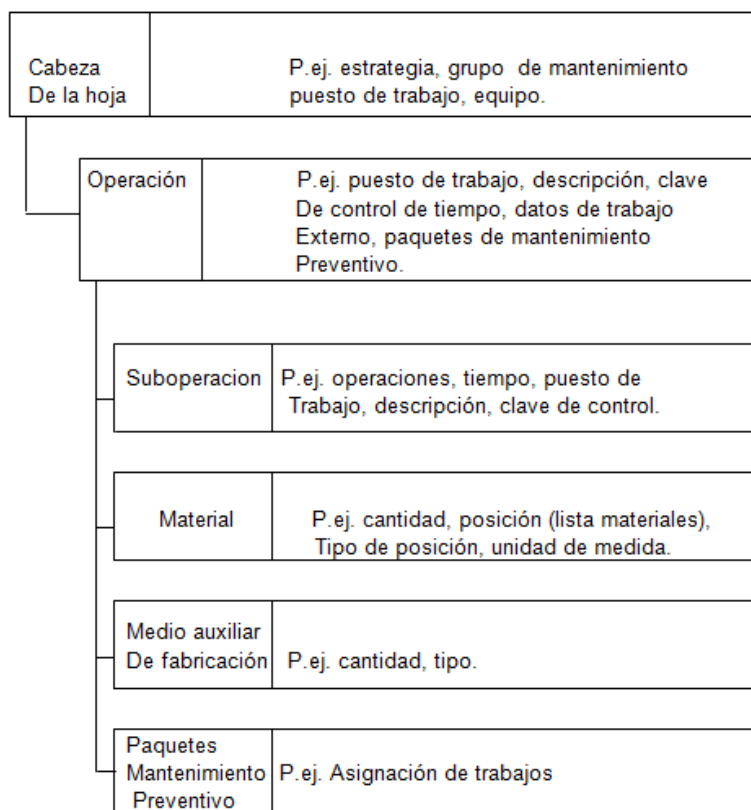 Cabeza
De la hoja
P.ej. estrategia, grupo de mantenimiento
puesto de trabajo, equipo.
Operación
P.ej. puesto de trabajo, descripción, clave
De control de tiempo, datos de trabajo
Externo, paquetes de mantenimiento
Preventivo.
Suboperacion
P.ej. operaciones, tiempo, puesto de
Trabajo, descripción, clave de control.
Material
P.ej. cantidad, posición (lista materiales),
Tipo de posición, unidad de medida.
Medio auxiliar
De fabricación
P.ej. cantidad, tipo.
Paquetes
Mantenimiento
Preventivo
P.ej. Asignación de trabajos